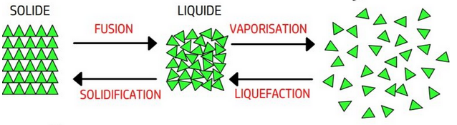 SOLIDE
LIQUIDE
FUSION
VAPORISATION
SOLIDIFICATION
LIQUEFACTION